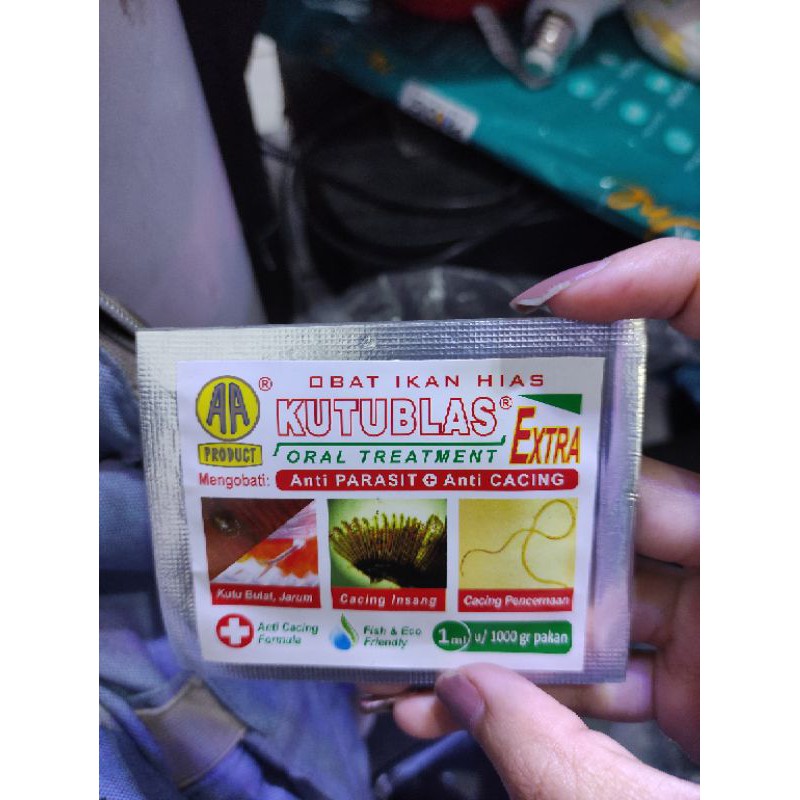 OBAT IKAN HIAS
AA ®
PRODUCT
KUTUBLAS®
EXTRA
ORAL TREATMENT
Mengobati: Anti PARASIT + Anti CACING
Kutu Bulat, Jarum
Cacing Insang
Cacing Pencernaan
Anti Cacing
Formula
Fish & Eco
Friendly
1 ml u/ 1000 gr pakan